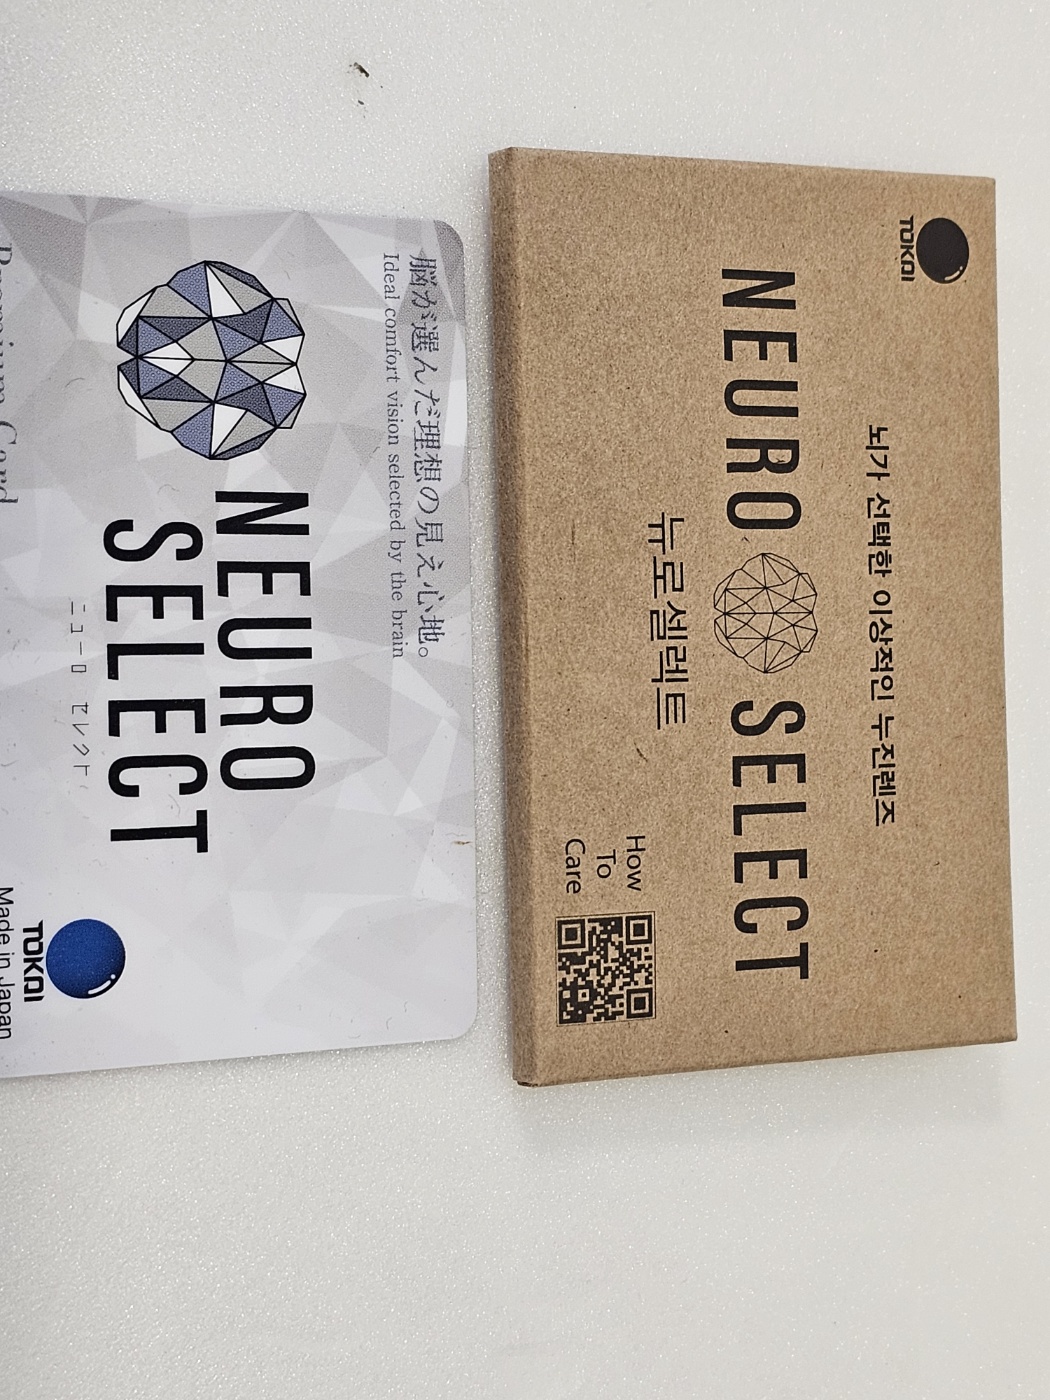 脳が選んだ理想の見え心地。
Ideal comfort vision selected by the brain
NEURO
SELECT
ニューロ セレクト
Premium Card
TOKAI
Made in Japan
TOKAI
뇌가 선택한 이상적인 누진렌즈
NEURO SELECT
뉴로셀렉트
How
To
Care